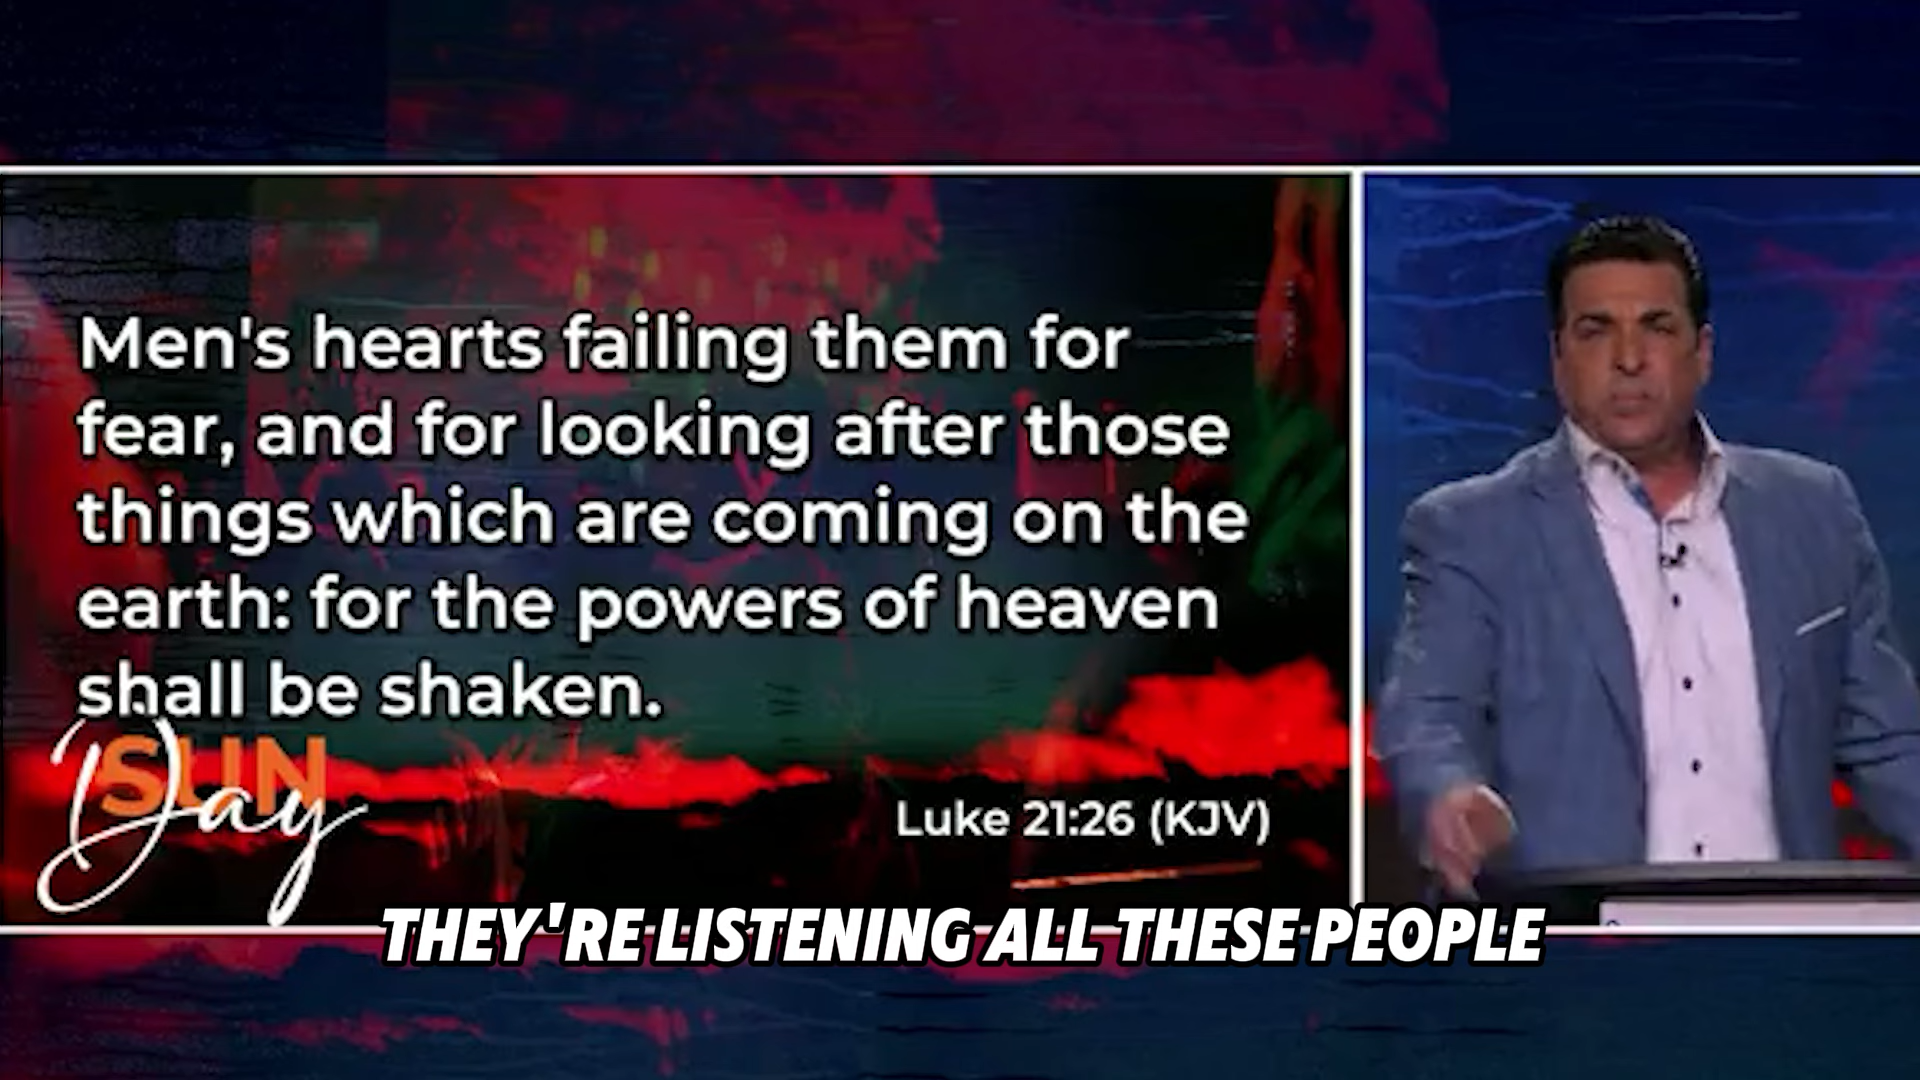 Men's hearts failing them for
fear, and for looking after those
things which are coming on the
earth: for the powers of heaven
shall be shaken.
SUN
Day
Luke 21:26 (KJV)
THEY'RE LISTENING ALL THESE PEOPLE